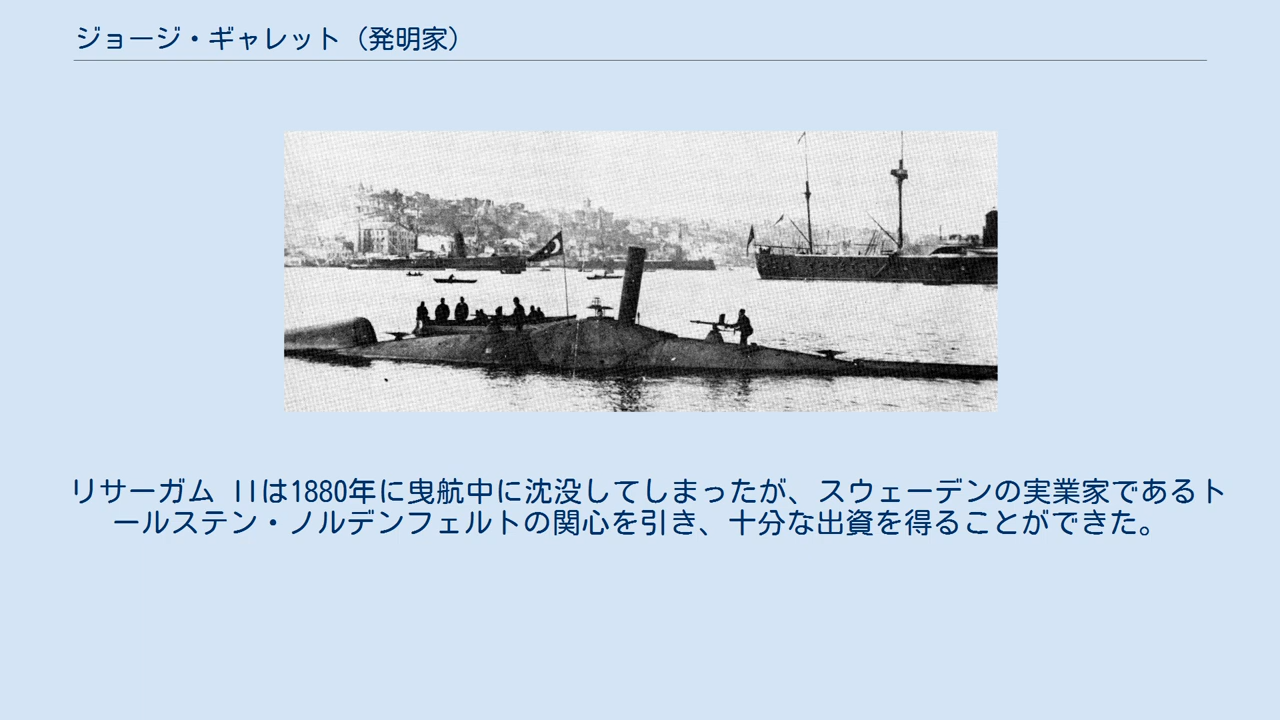 ジョージ・ギャレット（発明家）
リサーガム IIは1880年に曳航中に沈没してしまったが、スウェーデンの実業家であるト
ールステン・ノルデンフェルトの関心を引き、十分な出資を得ることができた。